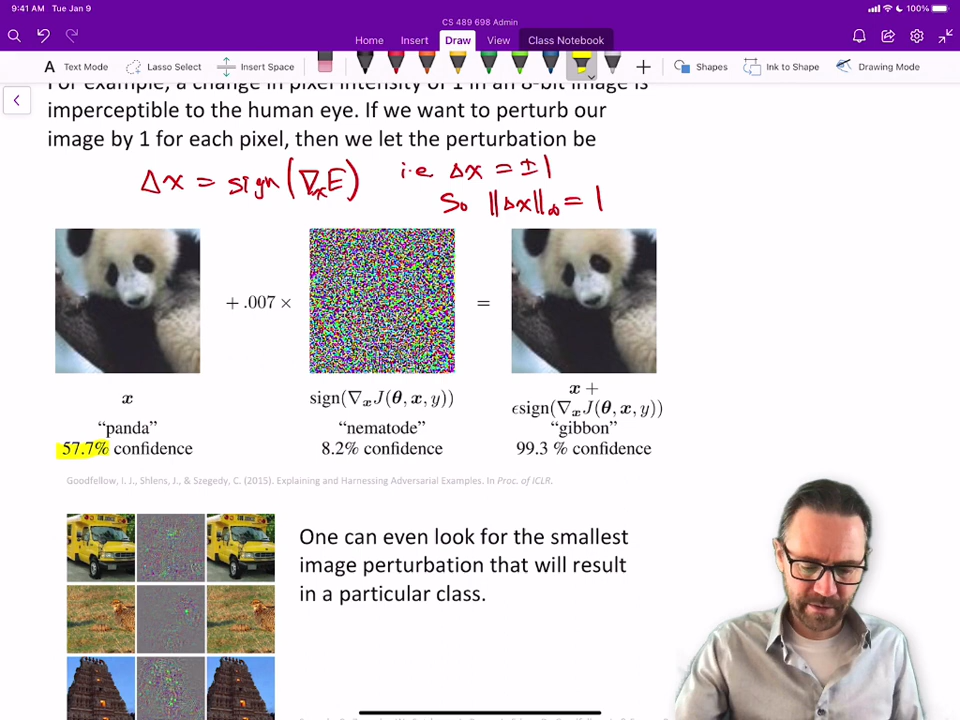 9:41 AM Tue Jan 9
100%
CS 489 698 Admin
Home Insert Draw View Class Notebook
A Text Mode Lasso Select Insert Space Shapes Ink to Shape Drawing Mode
For example, a change in pixel intensity of 1 in an 8-bit image is
imperceptible to the human eye. If we want to perturb our
image by 1 for each pixel, then we let the perturbation be
Δx = sign(∇ₓE) i.e Δx = ±1
So ‖Δx‖∞ = 1
+ .007 × =
x
sign(∇ₓJ(θ, x, y))
x +
ϵsign(∇ₓJ(θ, x, y))
“panda” “nematode” “gibbon”
57.7% confidence 8.2% confidence 99.3 % confidence
Goodfellow, I. J., Shlens, J., & Szegedy, C. (2015). Explaining and Harnessing Adversarial Examples. In Proc. of ICLR.
One can even look for the smallest
image perturbation that will result
in a particular class.